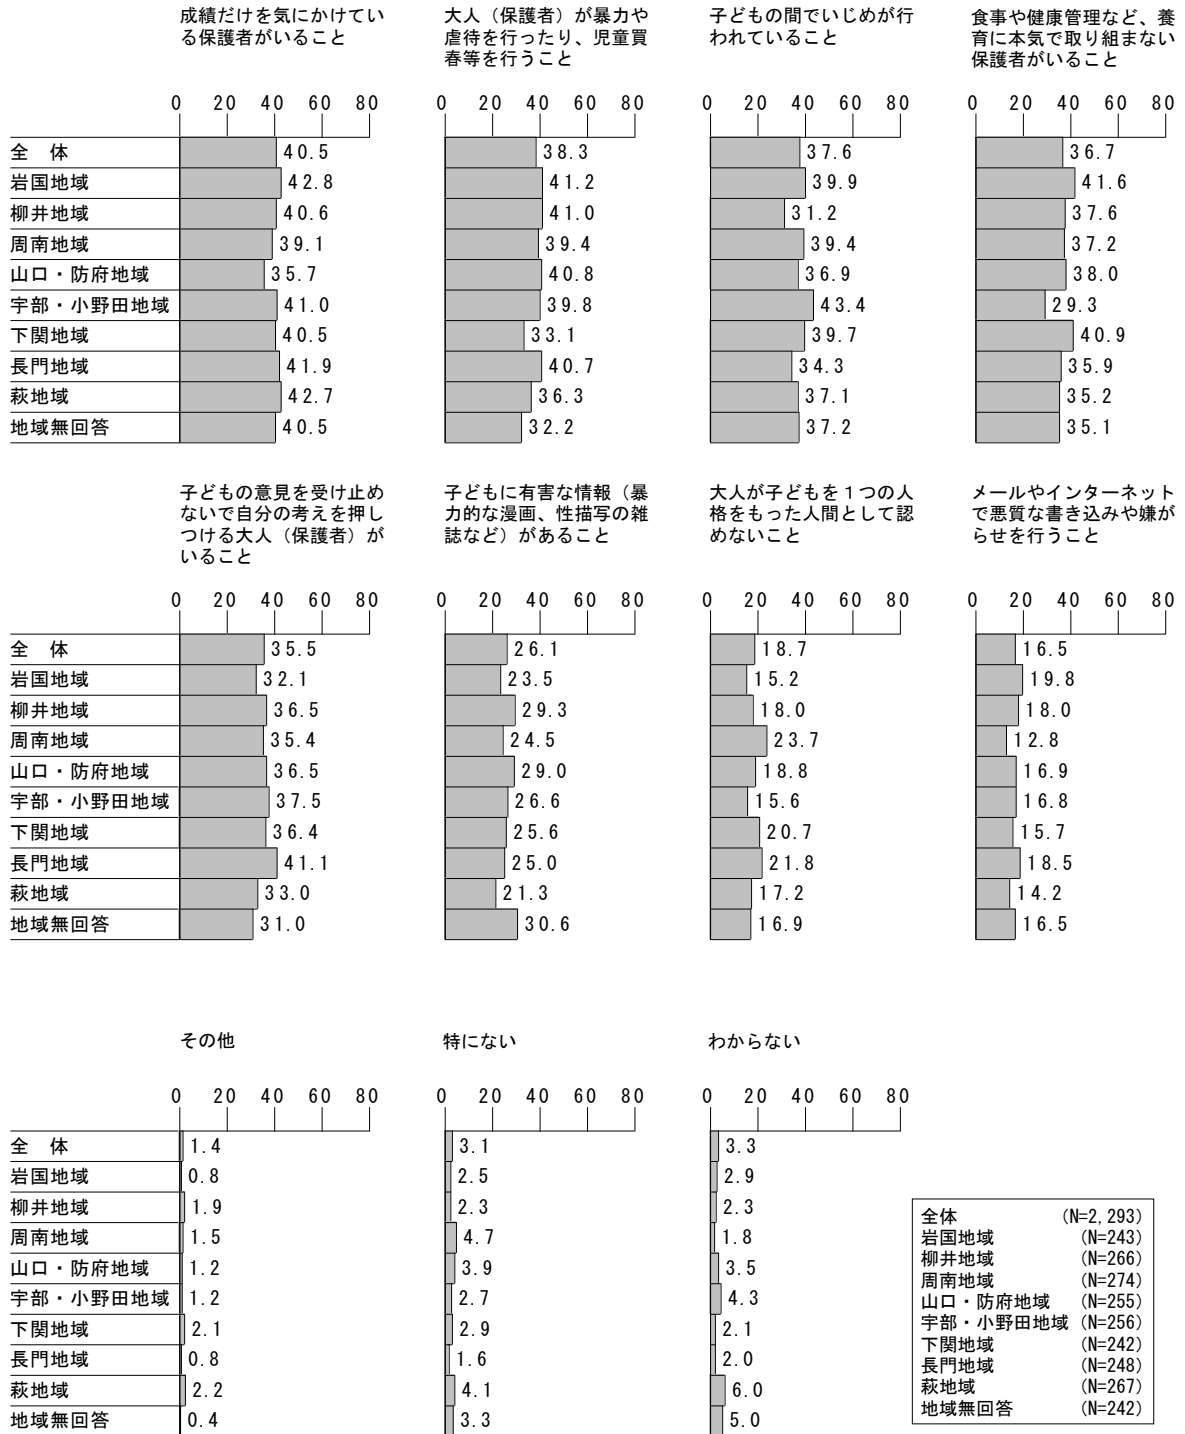 成績だけを気にかけてい
る保護者がいること
大人（保護者）が暴力や
虐待を行ったり、児童買
春等を行うこと
子どもの間でいじめが行
われていること
食事や健康管理など、養
育に本気で取り組まない
保護者がいること
0 20 40 60 80 0 20 40 60 80 0 20 40 60 80 0 20 40 60 80
全　体 40.5 38.3 37.6 36.7
岩国地域 42.8 41.2 39.9 41.6
柳井地域 40.6 41.0 31.2 37.6
周南地域 39.1 39.4 39.4 37.2
山口・防府地域 35.7 40.8 36.9 38.0
宇部・小野田地域 41.0 39.8 43.4 29.3
下関地域 40.5 33.1 39.7 40.9
長門地域 41.9 40.7 34.3 35.9
萩地域 42.7 36.3 37.1 35.2
地域無回答 40.5 32.2 37.2 35.1
子どもの意見を受け止め
ないで自分の考えを押し
つける大人（保護者）が
いること
子どもに有害な情報（暴
力的な漫画、性描写の雑
誌など）があること
大人が子どもを１つの人
格をもった人間として認
めないこと
メールやインターネット
で悪質な書き込みや嫌が
らせを行うこと
0 20 40 60 80 0 20 40 60 80 0 20 40 60 80 0 20 40 60 80
全　体 35.5 26.1 18.7 16.5
岩国地域 32.1 23.5 15.2 19.8
柳井地域 36.5 29.3 18.0 18.0
周南地域 35.4 24.5 23.7 12.8
山口・防府地域 36.5 29.0 18.8 16.9
宇部・小野田地域 37.5 26.6 15.6 16.8
下関地域 36.4 25.6 20.7 15.7
長門地域 41.1 25.0 21.8 18.5
萩地域 33.0 21.3 17.2 14.2
地域無回答 31.0 30.6 16.9 16.5
その他
特にない
わからない
0 20 40 60 80 0 20 40 60 80 0 20 40 60 80
全　体 1.4 3.1 3.3
岩国地域 0.8 2.5 2.9
柳井地域 1.9 2.3 2.3
周南地域 1.5 4.7 1.8
山口・防府地域 1.2 3.9 3.5
宇部・小野田地域 1.2 2.7 4.3
下関地域 2.1 2.9 2.1
長門地域 0.8 1.6 2.0
萩地域 2.2 4.1 6.0
地域無回答 0.4 3.3 5.0
全体 (N=2,293)
岩国地域 (N=243)
柳井地域 (N=266)
周南地域 (N=274)
山口・防府地域 (N=255)
宇部・小野田地域 (N=256)
下関地域 (N=242)
長門地域 (N=248)
萩地域 (N=267)
地域無回答 (N=242)